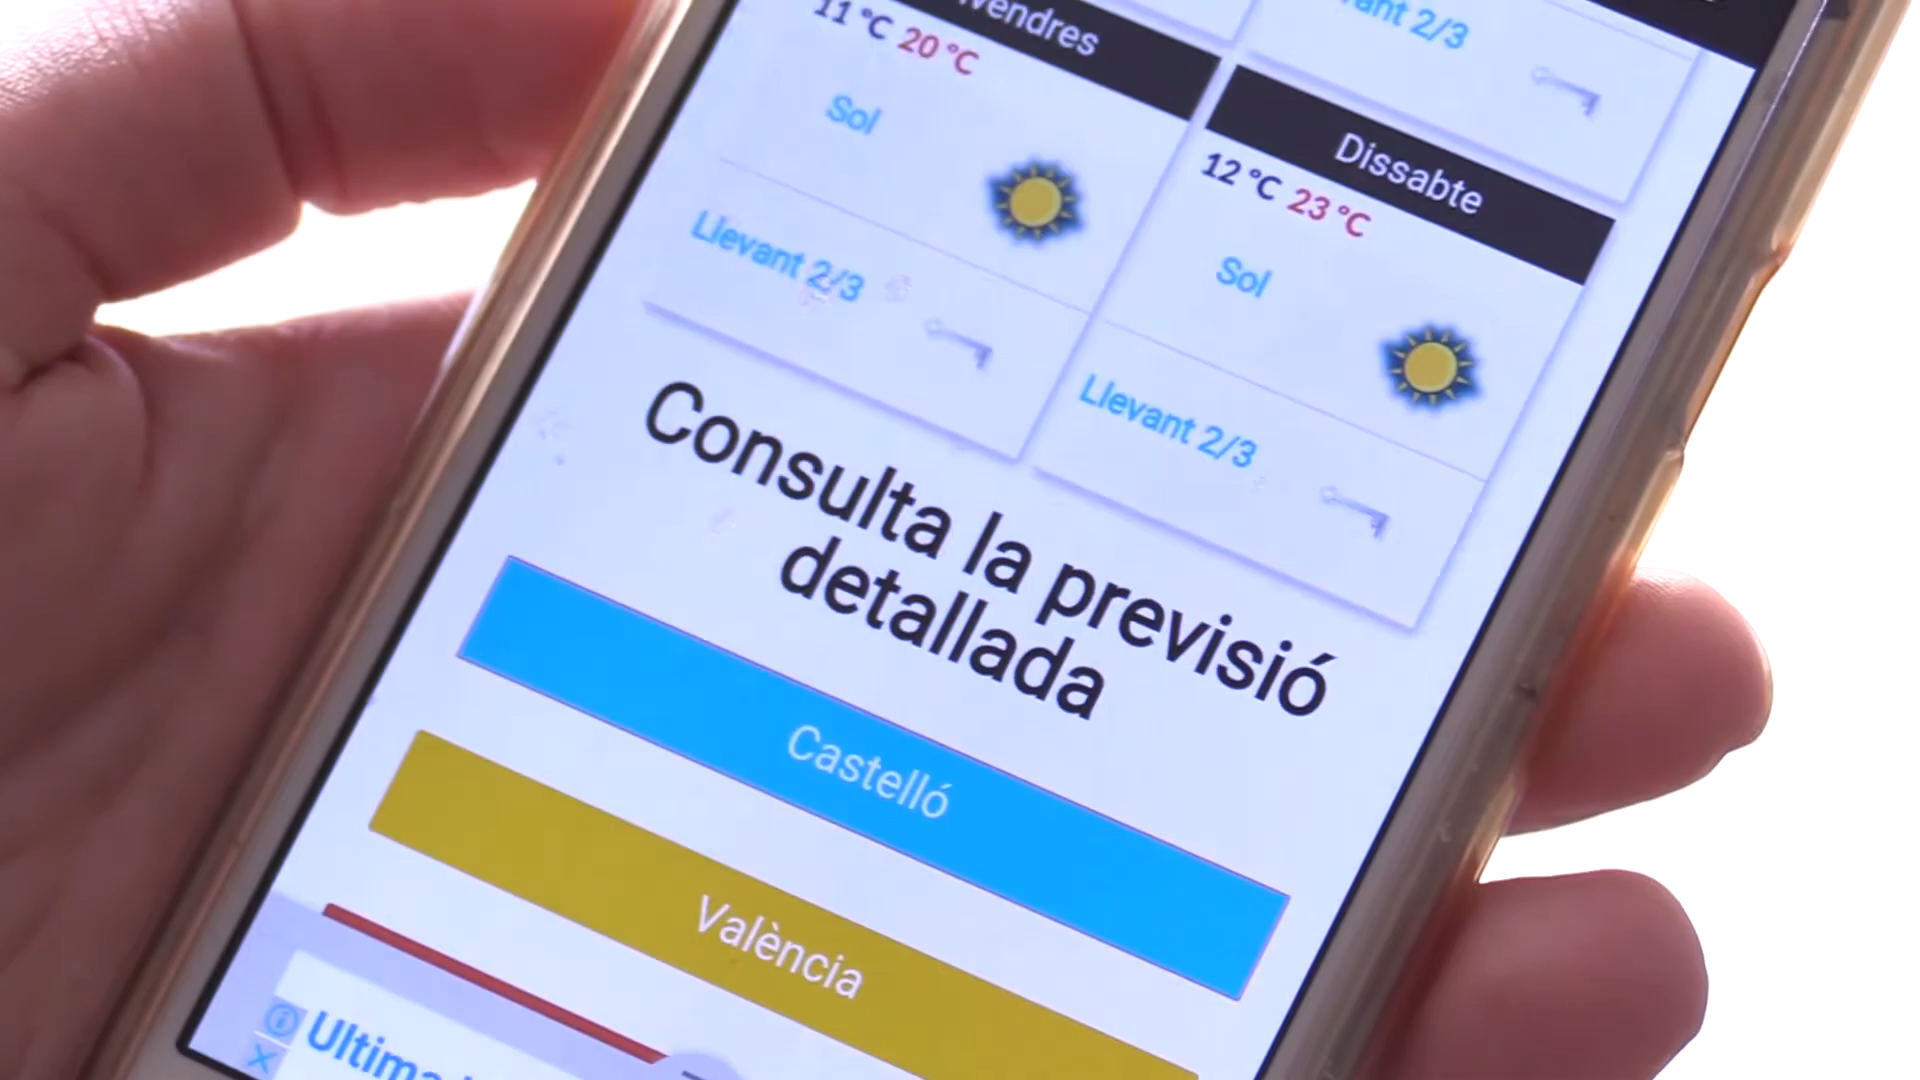 11 °C 20 °C
Sol
Llevant 2/3
2/3
Dissabte
12 °C 23 °C
Sol
Llevant 2/3
Consulta la previsió
detallada
Castelló
València